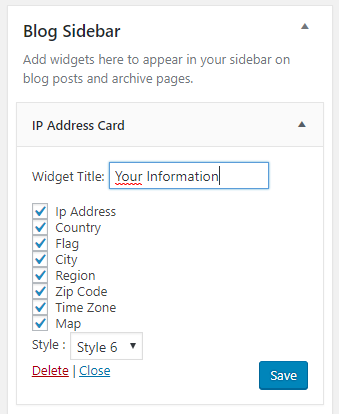 Blog Sidebar
Add widgets here to appear in your sidebar on
blog posts and archive pages.
IP Address Card
Widget Title: Your Information
Ip Address
Country
Flag
City
Region
Zip Code
Time Zone
Map
Style : Style 6
Delete | Close
Save